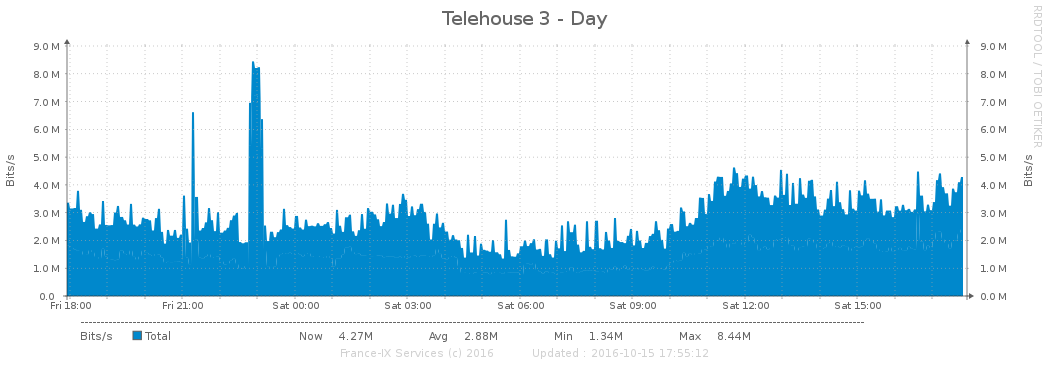 Telehouse 3 - Day
RRDTOOL / TOBI OETIKER
Bits/s
Bits/s
9.0 M 9.0 M
8.0 M 8.0 M
7.0 M 7.0 M
6.0 M 6.0 M
5.0 M 5.0 M
4.0 M 4.0 M
3.0 M 3.0 M
2.0 M 2.0 M
1.0 M 1.0 M
0.0 0.0 M
Fri 18:00 Fri 21:00 Sat 00:00 Sat 03:00 Sat 06:00 Sat 09:00 Sat 12:00 Sat 15:00
Bits/s Total Now 4.27M Avg 2.88M Min 1.34M Max 8.44M
France-IX Services (c) 2016 Updated : 2016-10-15 17:55:12